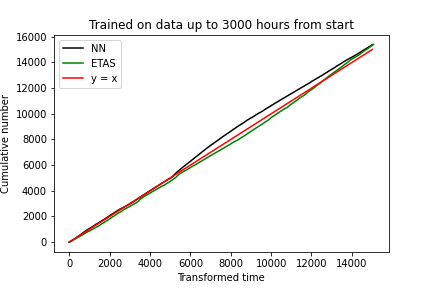 Trained on data up to 3000 hours from start
16000
14000
12000
10000
8000
6000
4000
2000
0
Cumulative number
NN
ETAS
y = x
0 2000 4000 6000 8000 10000 12000 14000
Transformed time